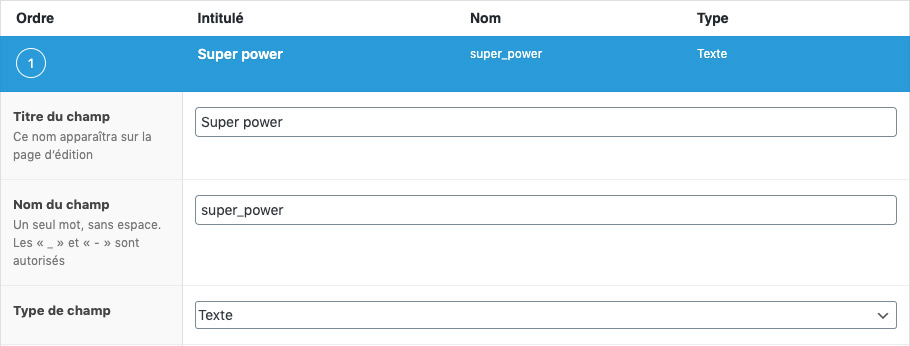 Ordre Intitulé Nom Type
1 Super power super_power Texte
Titre du champ
Ce nom apparaîtra sur la
page d'édition
Super power
Nom du champ
Un seul mot, sans espace.
Les « _ » et « - » sont
autorisés
super_power
Type de champ
Texte